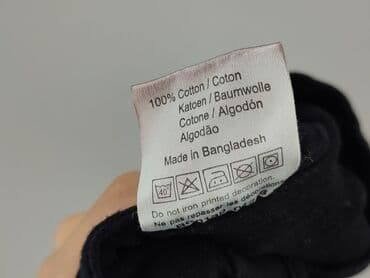 100% Cotton / Coton
Katoen / Baumwolle
Cotone / Algodón
Algodão
Made in Bangladesh
40
Do not iron printed decoration.
Ne pas repasser les décorations